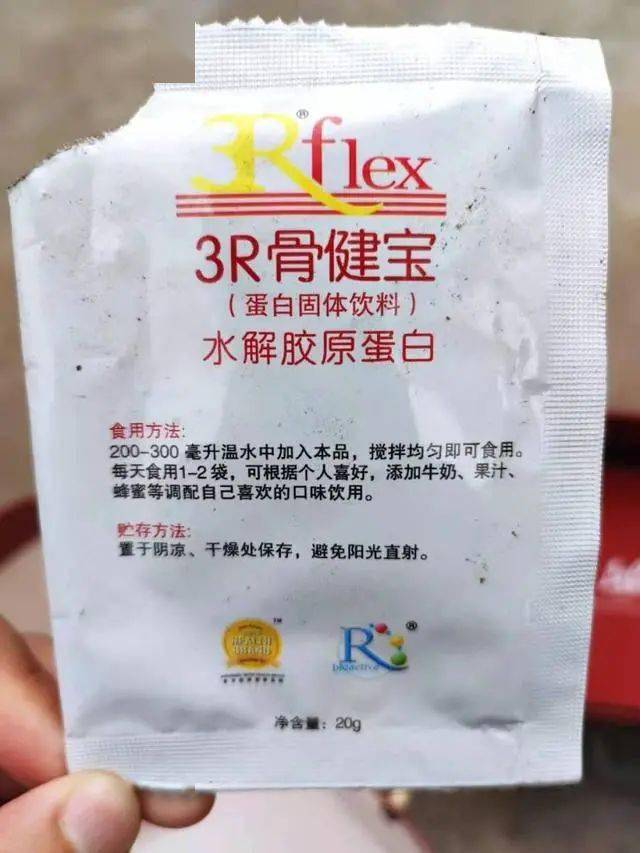 3Rflex®
3R骨健宝
（蛋白固体饮料）
水解胶原蛋白
食用方法:
200-300 毫升温水中加入本品，搅拌均匀即可食用。
每天食用1-2 袋，可根据个人喜好，添加牛奶、果汁、
蜂蜜等调配自己喜欢的口味饮用。
贮存方法:
置于阴凉、干燥处保存，避免阳光直射。
HEALTH
BRAND
™
R®
bioactive
净含量：20g